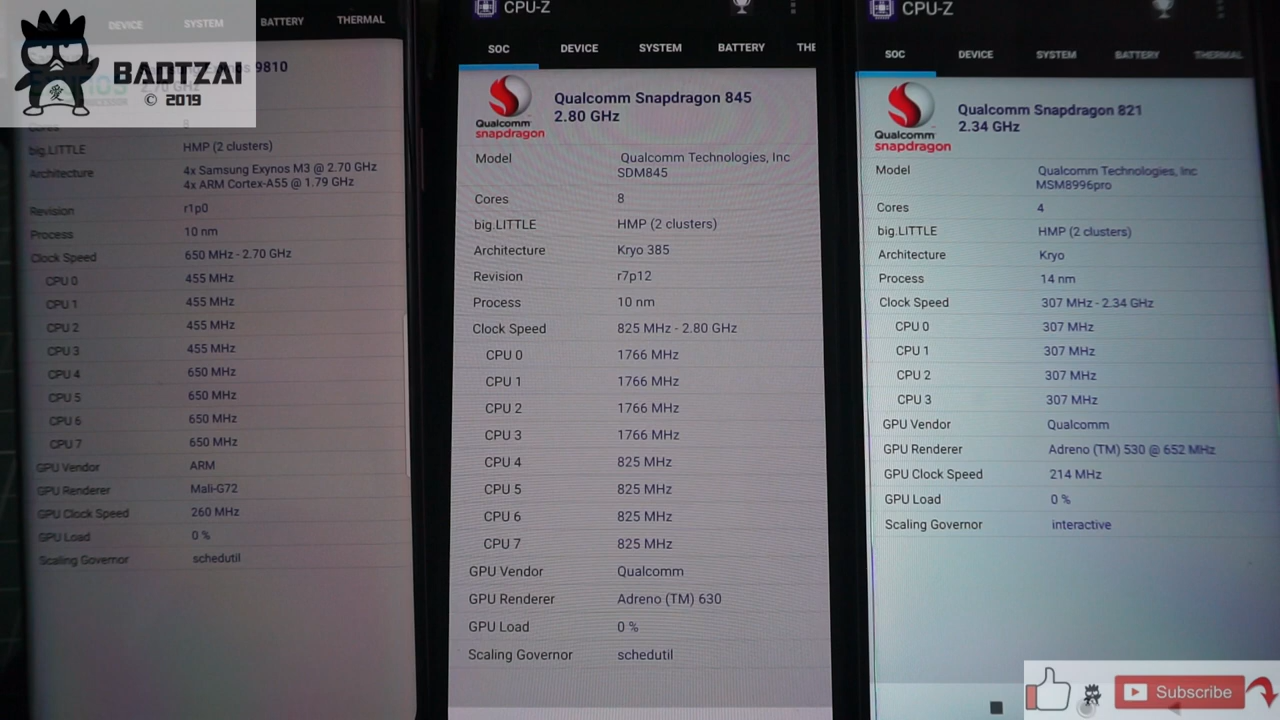 DEVICE
SYSTEM
BATTERY
THERMAL
愛
BADTZAI
© 2019
9810
big.LITTLE HMP (2 clusters)
Architecture 4x Samsung Exynos M3 @ 2.70 GHz
4x ARM Cortex-A55 @ 1.79 GHz
Revision r1p0
Process 10 nm
Clock Speed 650 MHz - 2.70 GHz
CPU 0 455 MHz
CPU 1 455 MHz
CPU 2 455 MHz
CPU 3 455 MHz
CPU 4 650 MHz
CPU 5 650 MHz
CPU 6 650 MHz
CPU 7 650 MHz
GPU Vendor ARM
GPU Renderer Mali-G72
GPU Clock Speed 260 MHz
GPU Load 0 %
Scaling Governor schedutil
CPU-Z
SOC DEVICE SYSTEM BATTERY THE
Qualcomm
snapdragon
Qualcomm Snapdragon 845
2.80 GHz
Model Qualcomm Technologies, Inc
SDM845
Cores 8
big.LITTLE HMP (2 clusters)
Architecture Kryo 385
Revision r7p12
Process 10 nm
Clock Speed 825 MHz - 2.80 GHz
CPU 0 1766 MHz
CPU 1 1766 MHz
CPU 2 1766 MHz
CPU 3 1766 MHz
CPU 4 825 MHz
CPU 5 825 MHz
CPU 6 825 MHz
CPU 7 825 MHz
GPU Vendor Qualcomm
GPU Renderer Adreno (TM) 630
GPU Load 0 %
Scaling Governor schedutil
CPU-Z
SOC DEVICE SYSTEM BATTERY THERMAL
Qualcomm
snapdragon
Qualcomm Snapdragon 821
2.34 GHz
Model Qualcomm Technologies, Inc
MSM8996pro
Cores 4
big.LITTLE HMP (2 clusters)
Architecture Kryo
Process 14 nm
Clock Speed 307 MHz - 2.34 GHz
CPU 0 307 MHz
CPU 1 307 MHz
CPU 2 307 MHz
CPU 3 307 MHz
GPU Vendor Qualcomm
GPU Renderer Adreno (TM) 530 @ 652 MHz
GPU Clock Speed 214 MHz
GPU Load 0 %
Scaling Governor interactive
Subscribe